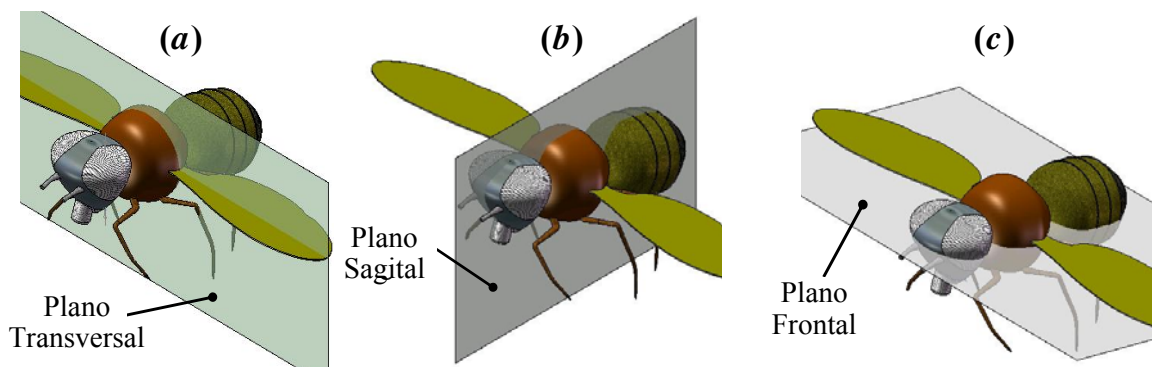 (a)
(b)
(c)
Plano
Transversal
Plano
Sagital
Plano
Frontal